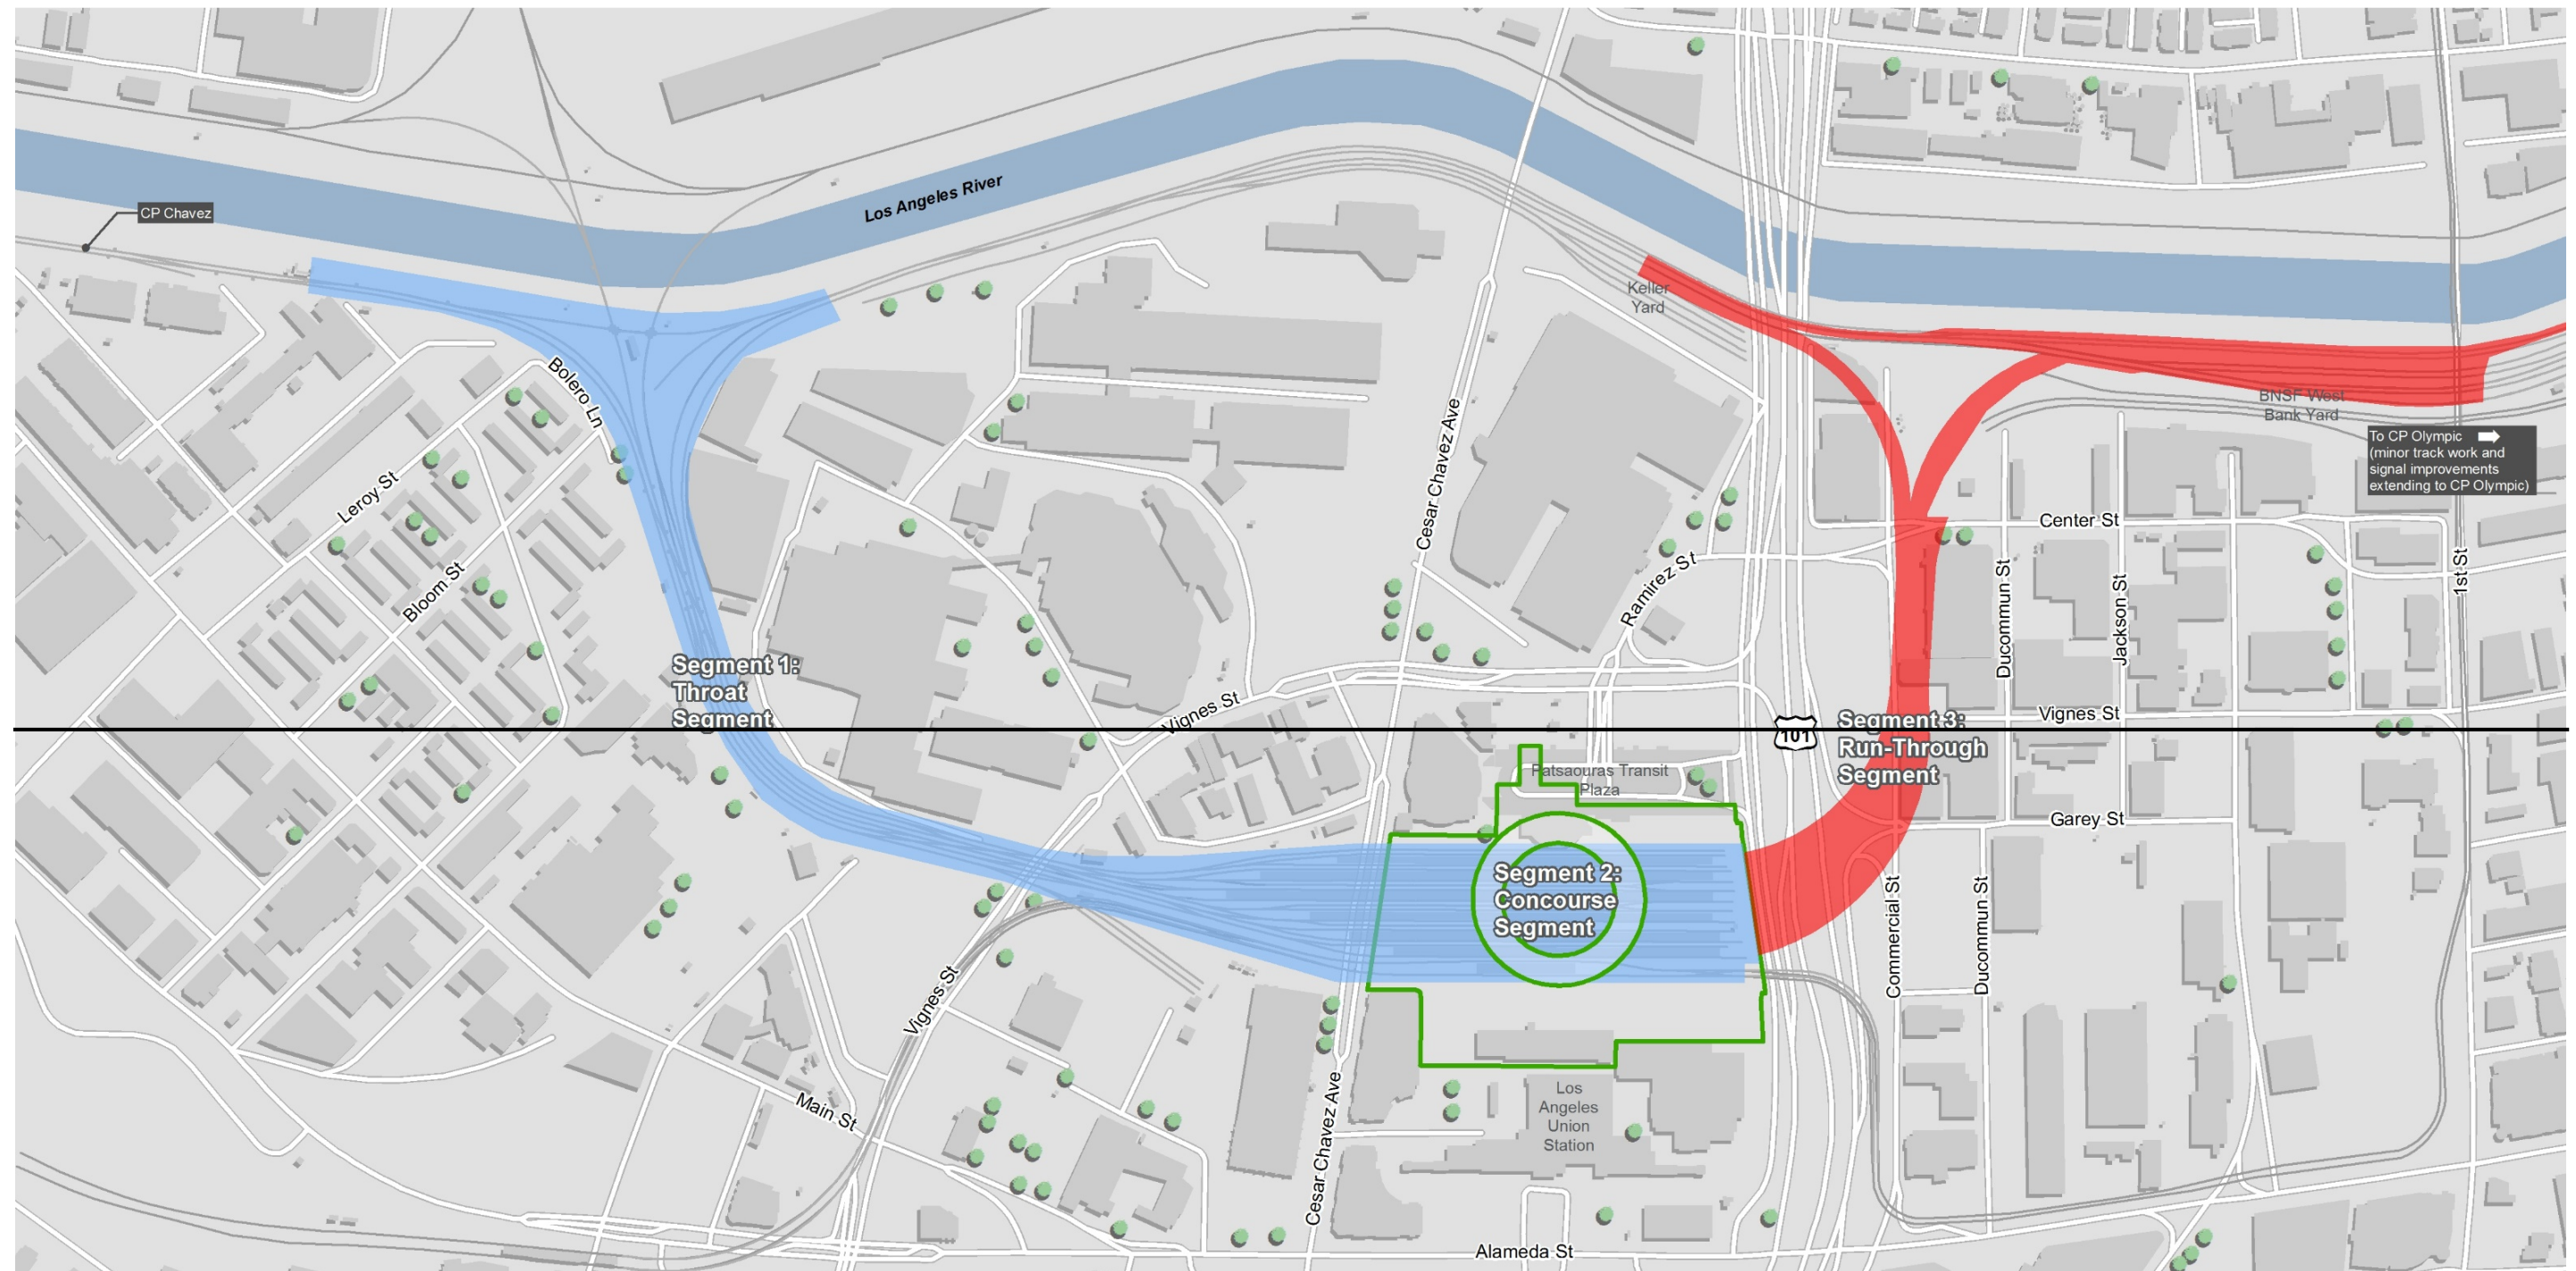 CP Chavez
Los Angeles River
Keller
Yard
BNSF West
Bank Yard
Bolero Ln
To CP Olympic
(minor track work and
signal improvements
extending to CP Olympic)
Leroy St
Cesar Chavez Ave
Center St
Bloom St
Ramirez St
Ducommun St
Jackson St
1st St
Segment 1:
Throat
Segment
Vignes St
Vignes St
101
Segment 3:
Run-Through
Segment
Patsaouras Transit
Plaza
Garey St
Segment 2:
Concourse
Segment
Commercial St
Ducommun St
Vignes St
Main St
Cesar Chavez Ave
Los
Angeles
Union
Station
Alameda St